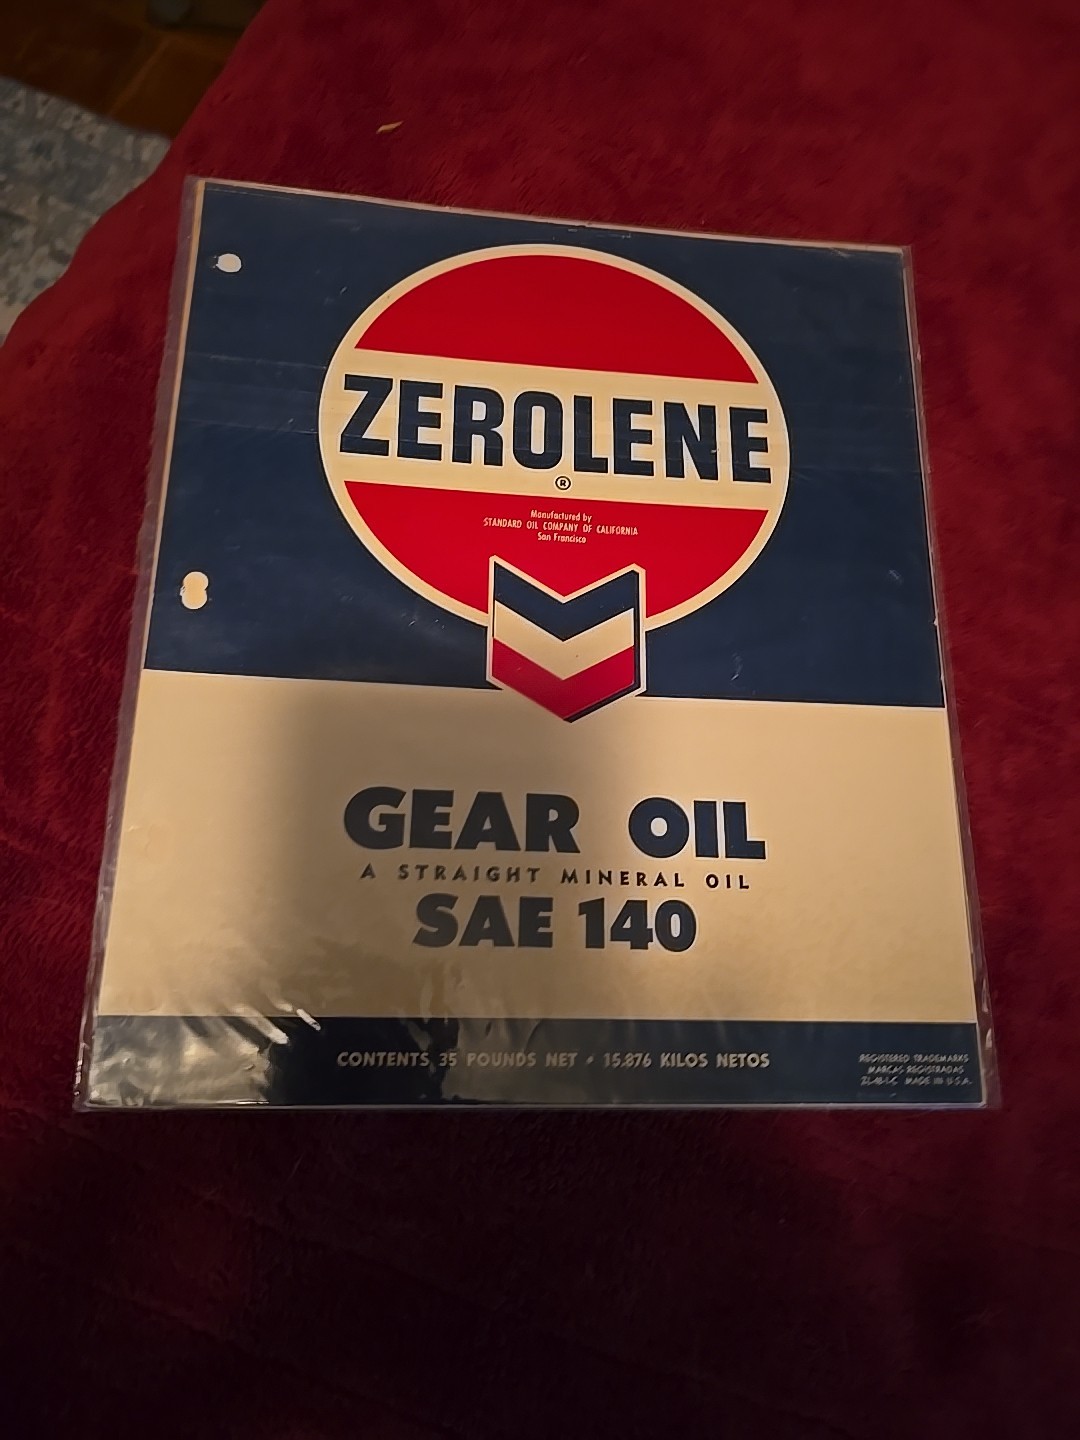 ZEROLENE
®
Manufactured by
STANDARD OIL COMPANY OF CALIFORNIA
San Francisco
GEAR OIL
A STRAIGHT MINERAL OIL
SAE 140
CONTENTS 35 POUNDS NET • 15.876 KILOS NETOS
REGISTERED TRADEMARKS
MARCAS REGISTRADAS
MADE IN U.S.A.